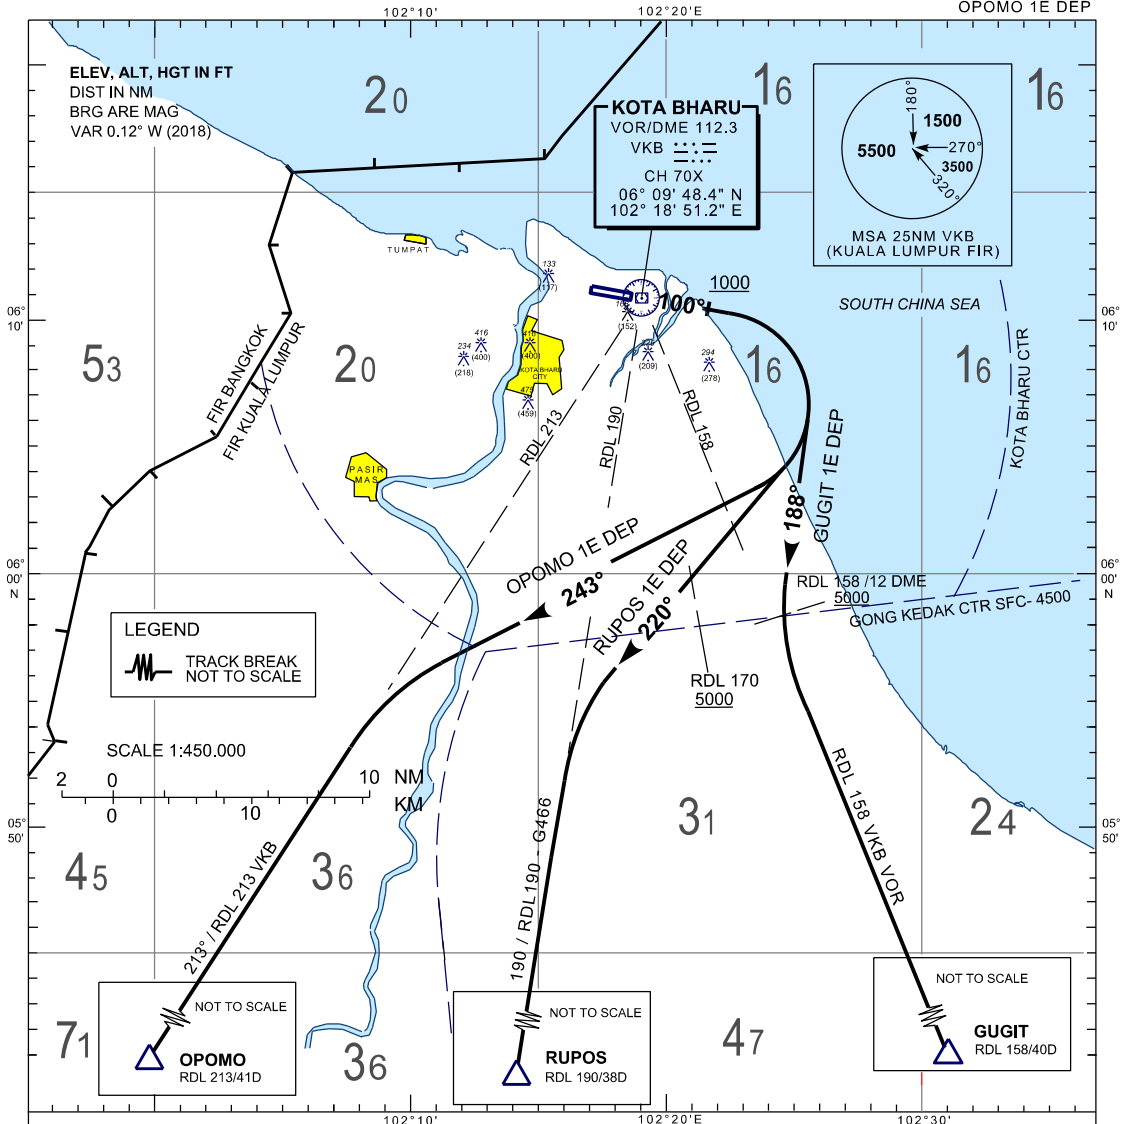 OPOMO 1E DEP
102°10'
102°20'E
ELEV, ALT, HGT IN FT
DIST IN NM
BRG ARE MAG
VAR 0.12° W (2018)
20
16
16
KOTA BHARU
VOR/DME 112.3
VKB
CH 70X
06° 09' 48.4" N
102° 18' 51.2" E
180°
1500
5500
270°
3500
320°
MSA 25NM VKB
(KUALA LUMPUR FIR)
TUMPAT
133
(117)
1000
100°
(152)
SOUTH CHINA SEA
06°
10'
06°
10'
FIR BANGKOK
FIR KUALA LUMPUR
53
20
16
16
416
(400)
234
(218)
(400)
KOTA BHARU
CITY
475
(459)
(209)
294
(278)
KOTA BHARU CTR
RDL 213
RDL 190
RDL 158
PASIR
MAS
188°
GUGIT 1E DEP
OPOMO 1E DEP
243°
RUPOS 1E DEP
220°
06°
00'
N
06°
00'
N
RDL 158 /12 DME
5000
GONG KEDAK CTR SFC- 4500
LEGEND
TRACK BREAK
NOT TO SCALE
RDL 170
5000
SCALE 1:450.000
2
0
10
NM
0
10
KM
RDL 158 VKB VOR
190 / RDL190 - G466
213° / RDL 213 VKB
05°
50'
05°
50'
31
24
45
36
NOT TO SCALE
OPOMO
RDL 213/41D
NOT TO SCALE
RUPOS
RDL 190/38D
NOT TO SCALE
GUGIT
RDL 158/40D
71
36
47
102°10'
102°20'E
102°30'